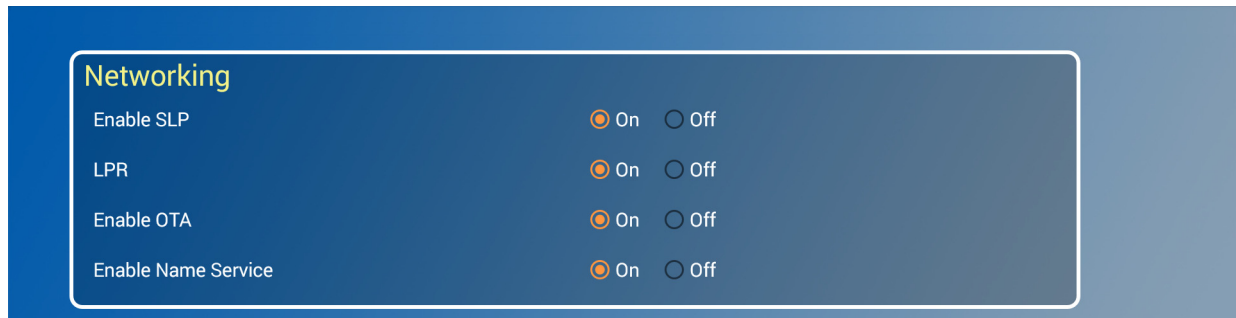 Networking
Enable SLP On Off
LPR On Off
Enable OTA On Off
Enable Name Service On Off